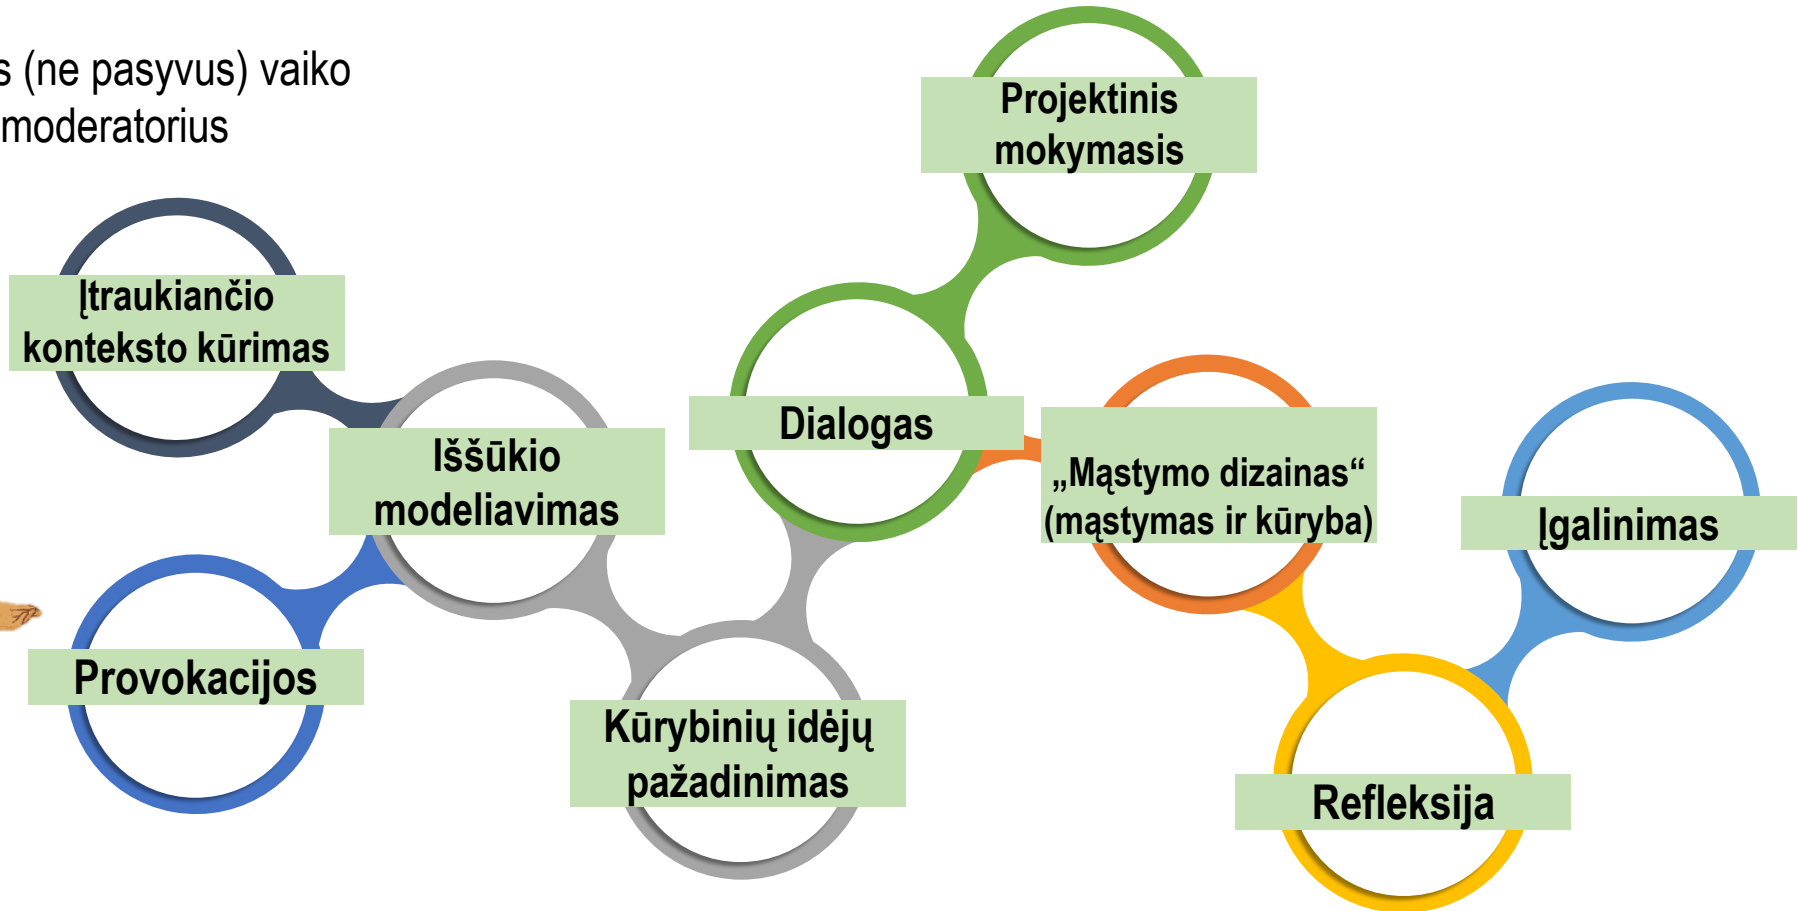 (ne pasyvus) vaiko
moderatorius
Projektinis
mokymasis
Įtraukiančio
konteksto kūrimas
Iššūkio
modeliavimas
Dialogas
„Mąstymo dizainas“
(mąstymas ir kūryba)
Įgalinimas
Provokacijos
Kūrybinių idėjų
pažadinimas
Refleksija